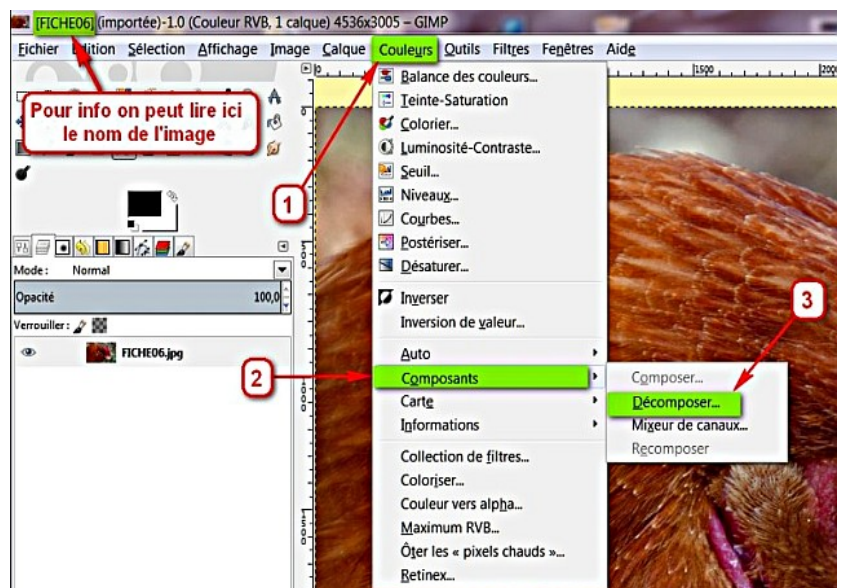 [FICHE06] (importée)-1.0 (Couleur RVB, 1 calque) 4536x3005 – GIMP
Fichier Edition Sélection Affichage Image Calque Couleurs Outils Filtres Fenêtres Aide
Pour info on peut lire ici
le nom de l'image
1
Balance des couleurs...
Teinte-Saturation
Colorier...
Luminosité-Contraste...
Seuil...
Niveaux...
Courbes...
Postériser...
Désaturer...
Inverser
Inversion de valeur...
Auto
Composants
Carte
Informations
Collection de filtres...
Coloriser...
Couleur vers alpha...
Maximum RVB...
Ôter les « pixels chauds »...
Retinex...
2
3
Composer...
Décomposer...
Mixeur de canaux...
Recomposer
Mode : Normal
Opacité 100,0
Verrouiller :
FICHE06.jpg
0
1500
500
1000
1500